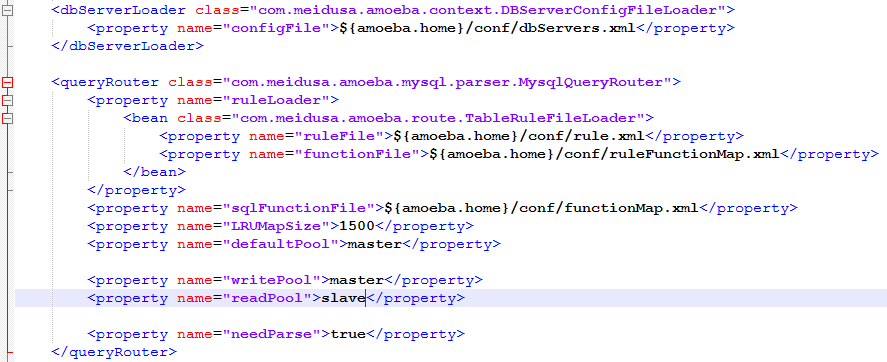 <dbServerLoader class="com.meidusa.amoeba.context.DBServerConfigFileLoader">
    <property name="configFile">${amoeba.home}/conf/dbServers.xml</property>
</dbServerLoader>

<queryRouter class="com.meidusa.amoeba.mysql.parser.MysqlQueryRouter">
    <property name="ruleLoader">
        <bean class="com.meidusa.amoeba.route.TableRuleFileLoader">
            <property name="ruleFile">${amoeba.home}/conf/rule.xml</property>
            <property name="functionFile">${amoeba.home}/conf/ruleFunctionMap.xml</property>
        </bean>
    </property>
    <property name="sqlFunctionFile">${amoeba.home}/conf/functionMap.xml</property>
    <property name="LRUMapSize">1500</property>
    <property name="defaultPool">master</property>

    <property name="writePool">master</property>
    <property name="readPool">slave</property>

    <property name="needParse">true</property>
</queryRouter>